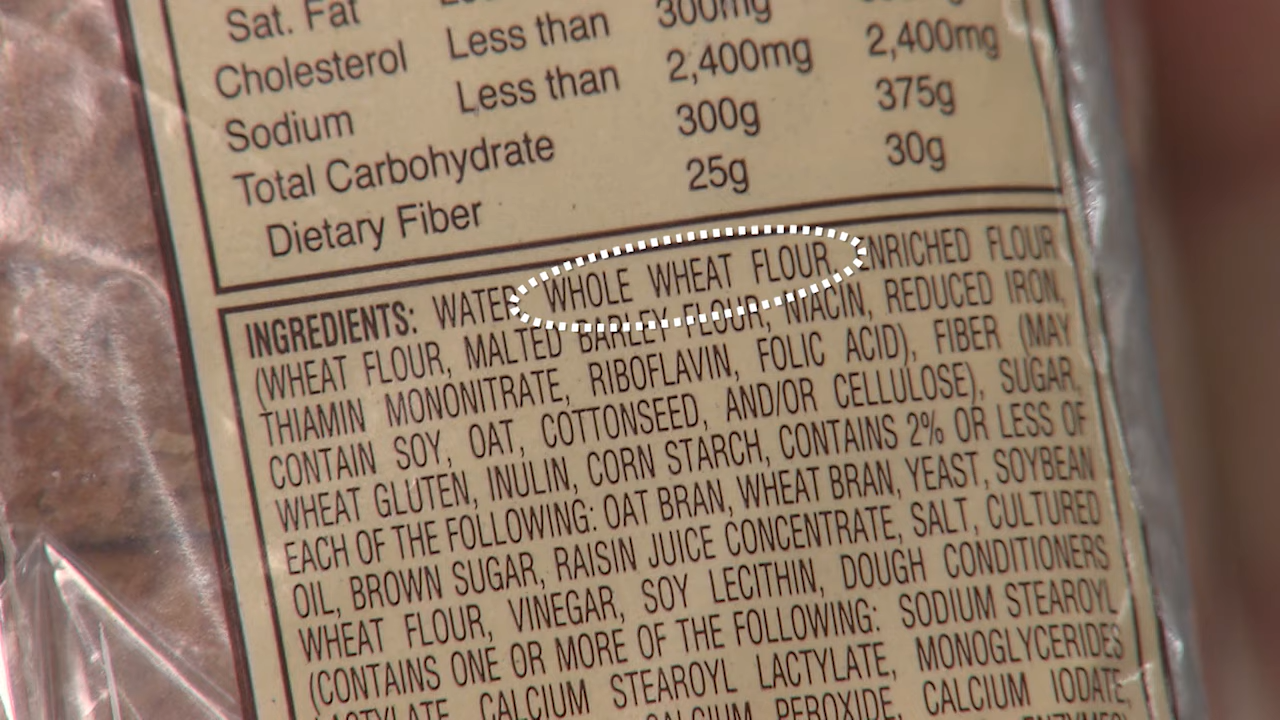 Sat. Fat 300mg
Cholesterol Less than 2,400mg 2,400mg
Sodium Less than 300g 375g
Total Carbohydrate 25g 30g
Dietary Fiber
INGREDIENTS: WATER, WHOLE WHEAT FLOUR, ENRICHED FLOUR
(WHEAT FLOUR, MALTED BARLEY FLOUR, NIACIN, REDUCED IRON,
THIAMIN MONONITRATE, RIBOFLAVIN, FOLIC ACID), FIBER (MAY
CONTAIN SOY, OAT, COTTONSEED, AND/OR CELLULOSE), SUGAR,
WHEAT GLUTEN, INULIN, CORN STARCH, CONTAINS 2% OR LESS OF
EACH OF THE FOLLOWING: OAT BRAN, WHEAT BRAN, YEAST, SOYBEAN
OIL, BROWN SUGAR, RAISIN JUICE CONCENTRATE, SALT, CULTURED
WHEAT FLOUR, VINEGAR, SOY LECITHIN, DOUGH CONDITIONERS
(CONTAINS ONE OR MORE OF THE FOLLOWING: SODIUM STEAROYL
LACTYLATE, CALCIUM STEAROYL LACTYLATE, MONOGLYCERIDES
CALCIUM PEROXIDE, CALCIUM IODATE,